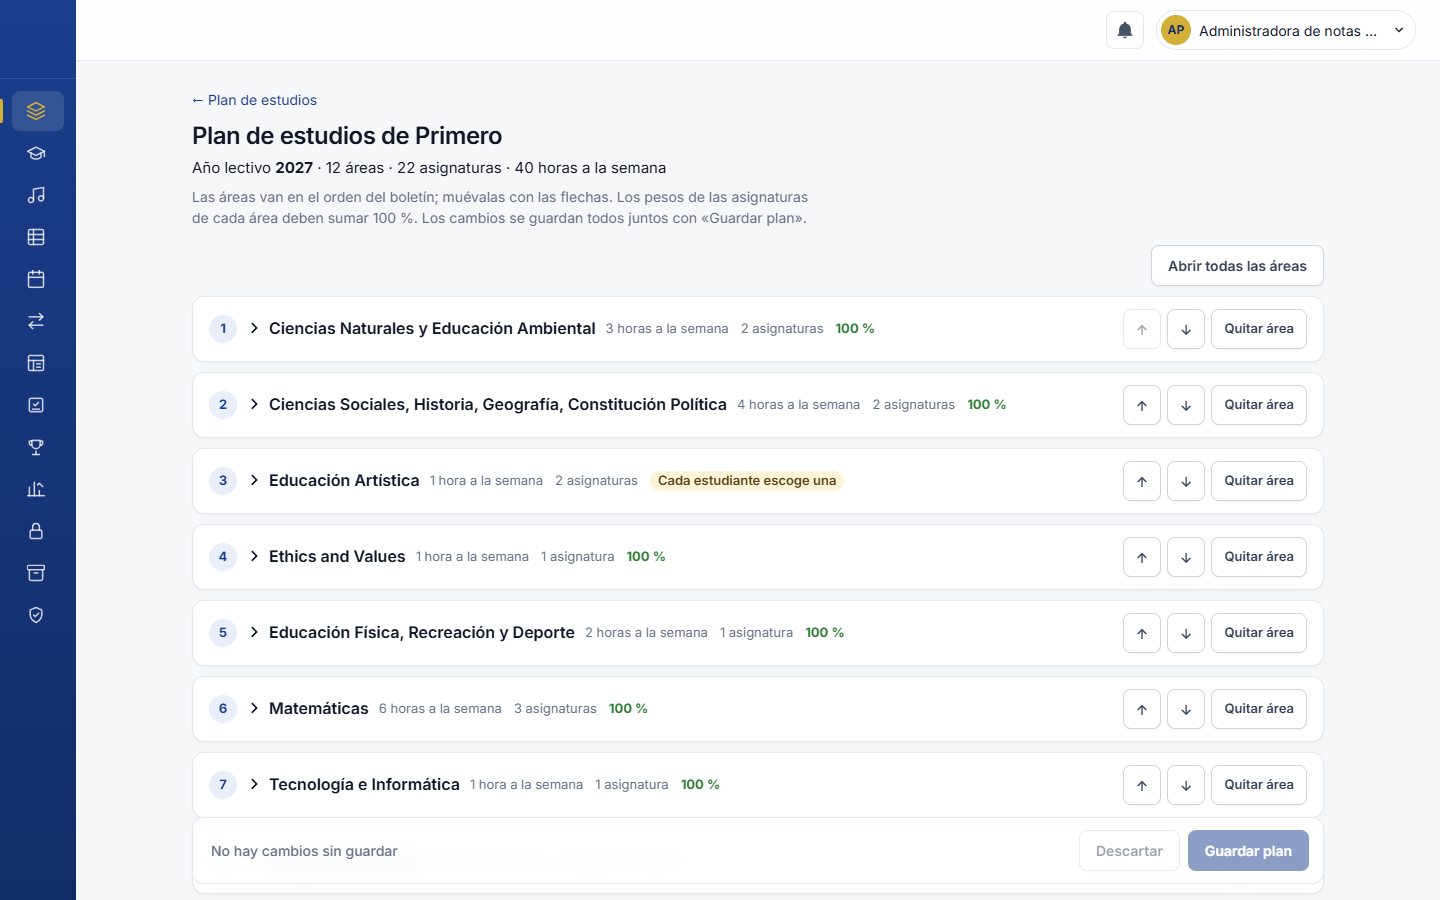 AP Administradora de notas ...
← Plan de estudios
Plan de estudios de Primero
Año lectivo 2027 · 12 áreas · 22 asignaturas · 40 horas a la semana
Las áreas van en el orden del boletín; muévalas con las flechas. Los pesos de las asignaturas
de cada área deben sumar 100 %. Los cambios se guardan todos juntos con «Guardar plan».
Abrir todas las áreas
1 Ciencias Naturales y Educación Ambiental 3 horas a la semana 2 asignaturas 100 % ↑ ↓ Quitar área
2 Ciencias Sociales, Historia, Geografía, Constitución Política 4 horas a la semana 2 asignaturas 100 % ↑ ↓ Quitar área
3 Educación Artística 1 hora a la semana 2 asignaturas Cada estudiante escoge una ↑ ↓ Quitar área
4 Ethics and Values 1 hora a la semana 1 asignatura 100 % ↑ ↓ Quitar área
5 Educación Física, Recreación y Deporte 2 horas a la semana 1 asignatura 100 % ↑ ↓ Quitar área
6 Matemáticas 6 horas a la semana 3 asignaturas 100 % ↑ ↓ Quitar área
7 Tecnología e Informática 1 hora a la semana 1 asignatura 100 % ↑ ↓ Quitar área
No hay cambios sin guardar Descartar Guardar plan